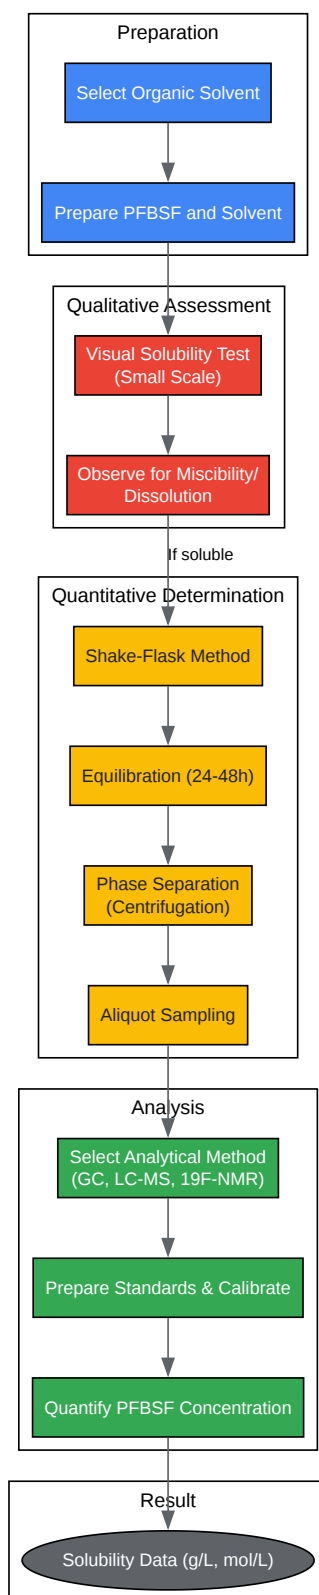 Preparation
Select Organic Solvent
Prepare PFBSF and Solvent
Qualitative Assessment
Visual Solubility Test
(Small Scale)
Observe for Miscibility/
Dissolution
If soluble
Quantitative Determination
Shake-Flask Method
Equilibration (24-48h)
Phase Separation
(Centrifugation)
Aliquot Sampling
Analysis
Select Analytical Method
(GC, LC-MS, 19F-NMR)
Prepare Standards & Calibrate
Quantify PFBSF Concentration
Result
Solubility Data (g/L, mol/L)